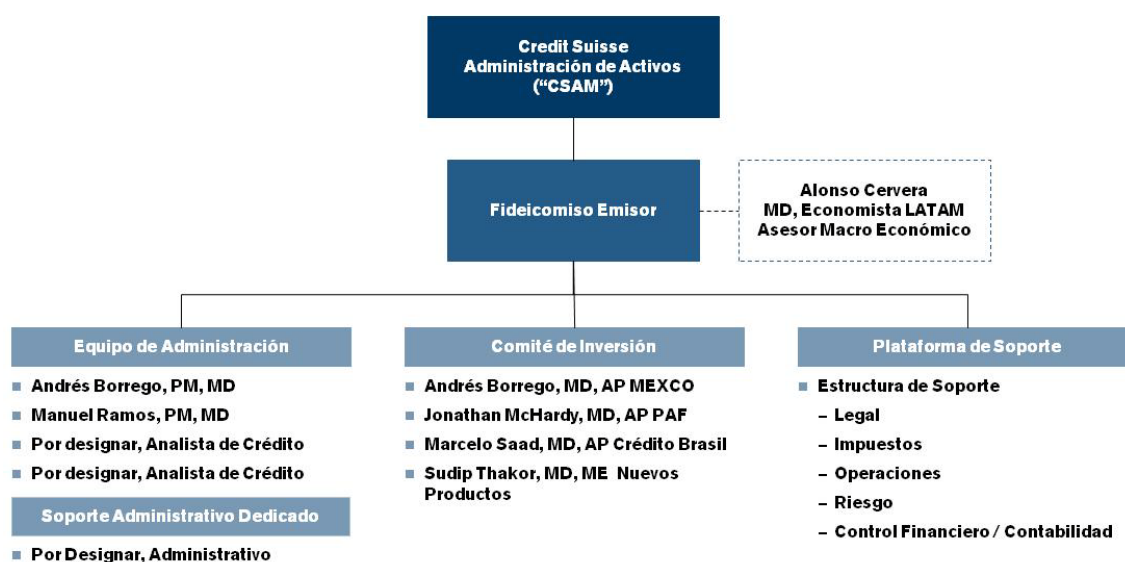 Credit Suisse
Administración de Activos
(“CSAM”)
Fideicomiso Emisor
Alonso Cervera
MD, Economista LATAM
Asesor Macro Económico
Equipo de Administración
Andrés Borrego, PM, MD
Manuel Ramos, PM, MD
Por designar, Analista de Crédito
Por designar, Analista de Crédito
Soporte Administrativo Dedicado
Por Designar, Administrativo
Comité de Inversión
Andrés Borrego, MD, AP MEXCO
Jonathan McHardy, MD, AP PAF
Marcelo Saad, MD, AP Crédito Brasil
Sudip Thakor, MD, ME Nuevos
Productos
Plataforma de Soporte
Estructura de Soporte
– Legal
– Impuestos
– Operaciones
– Riesgo
– Control Financiero / Contabilidad